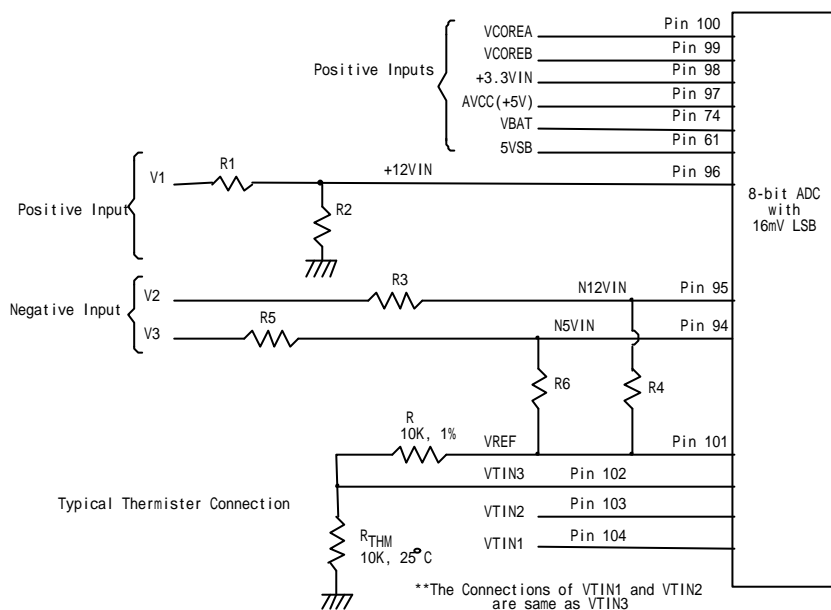 VCOREA Pin 100
VCOREB Pin 99
Positive Inputs +3.3VIN Pin 98
AVCC(+5V) Pin 97
VBAT Pin 74
5VSB Pin 61
V1 R1 +12VIN Pin 96
Positive Input R2
8-bit ADC
with
16mV LSB
Negative Input V2 R3 N12VIN Pin 95
V3 R5 N5VIN Pin 94
R6 R4
R
10K, 1% VREF Pin 101
VTIN3 Pin 102
Typical Thermister Connection
VTIN2 Pin 103
VTIN1 Pin 104
RTHM
10K, 25°C
**The Connections of VTIN1 and VTIN2
are same as VTIN3